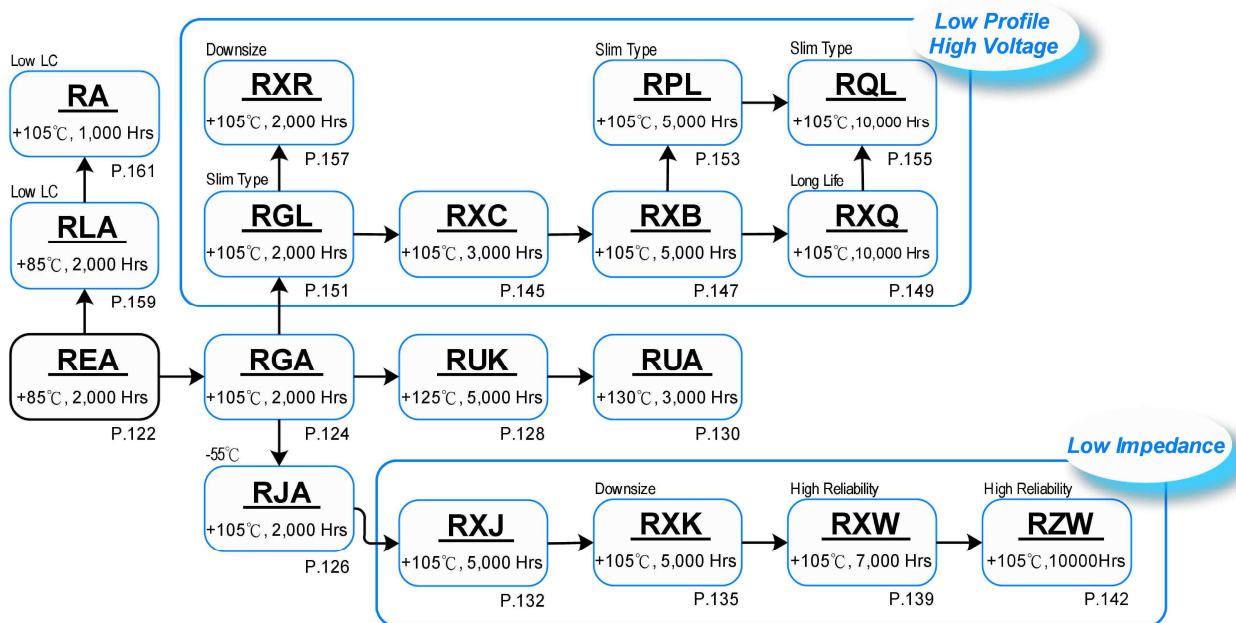 Low Profile
High Voltage
Low LC
RA
+105℃, 1,000 Hrs
P.161
Downsize
RXR
+105℃, 2,000 Hrs
P.157
Slim Type
RPL
+105℃, 5,000 Hrs
P.153
Slim Type
RQL
+105℃, 10,000 Hrs
P.155
Low LC
RLA
+85℃, 2,000 Hrs
P.159
Slim Type
RGL
+105℃, 2,000 Hrs
P.151
RXC
+105℃, 3,000 Hrs
P.145
RXB
+105℃, 5,000 Hrs
P.147
Long Life
RXQ
+105℃, 10,000 Hrs
P.149
REA
+85℃, 2,000 Hrs
P.122
RGA
+105℃, 2,000 Hrs
P.124
RUK
+125℃, 5,000 Hrs
P.128
RUA
+130℃, 3,000 Hrs
P.130
Low Impedance
-55℃
RJA
+105℃, 2,000 Hrs
P.126
RXJ
+105℃, 5,000 Hrs
P.132
Downsize
RXK
+105℃, 5,000 Hrs
P.135
High Reliability
RXW
+105℃, 7,000 Hrs
P.139
High Reliability
RZW
+105℃, 10000Hrs
P.142